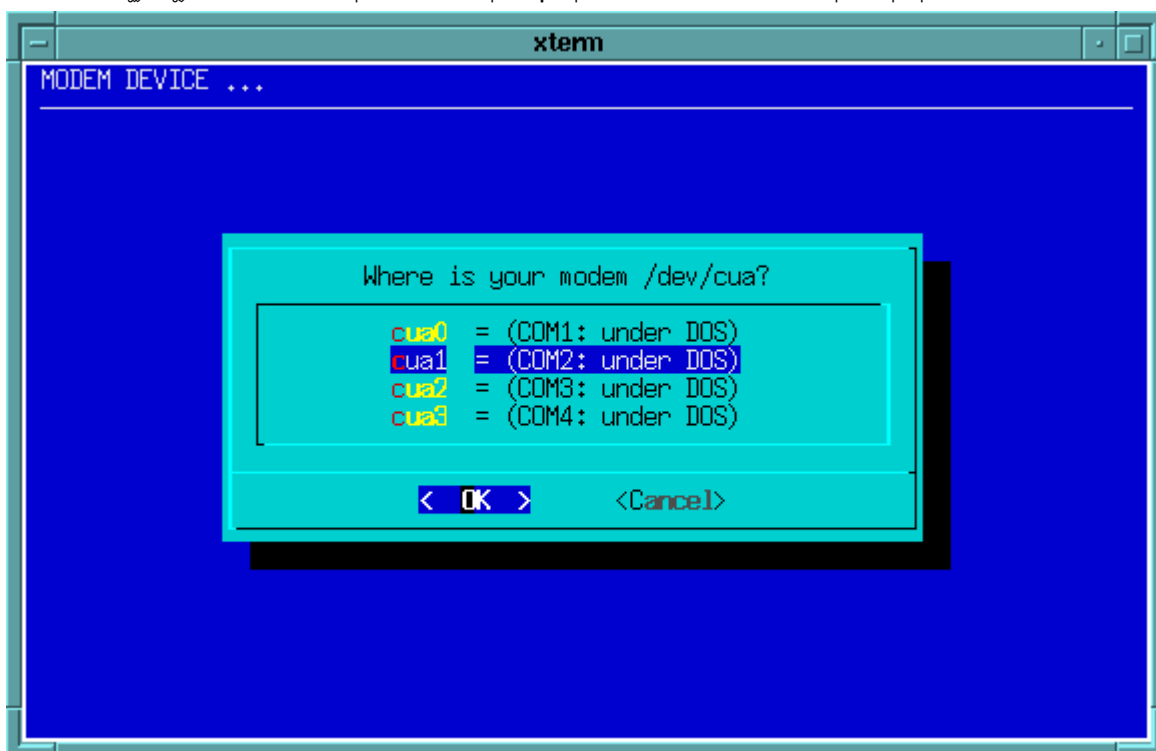 xterm
MODEM DEVICE ...
Where is your modem /dev/cua?
cua0 = (COM1: under DOS)
cua1 = (COM2: under DOS)
cua2 = (COM3: under DOS)
cua3 = (COM4: under DOS)
< OK > <Cancel>